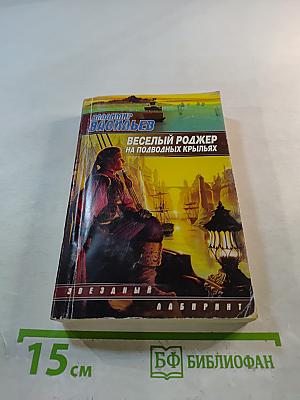 ВЛАДИМИР
ВАСИЛЬЕВ
ВЕСЕЛЫЙ РОДЖЕР
НА ПОДВОДНЫХ КРЫЛЬЯХ
ЗВЕЗДНЫЙ
ЛАБИРИНТ
15 см
БФ БИБЛИОФАН